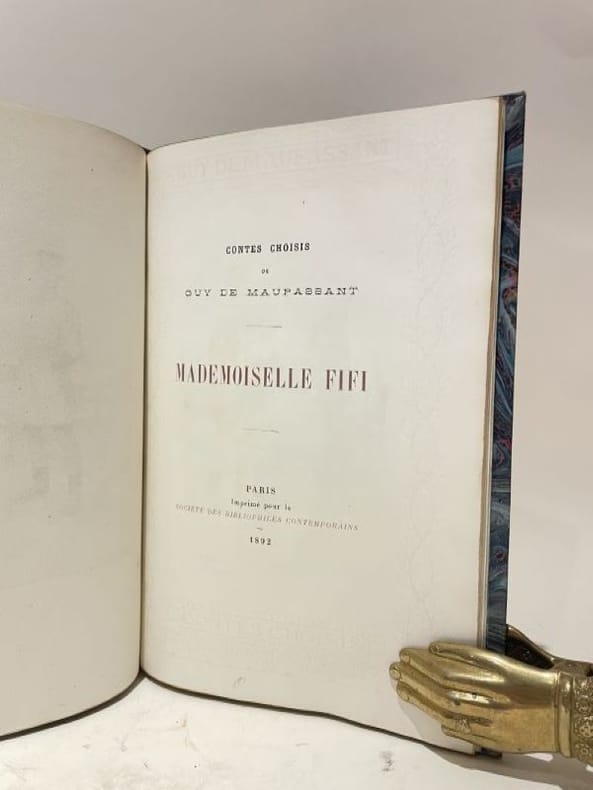 CONTES CHOISIS
DE
GUY DE MAUPASSANT
MADEMOISELLE FIFI
PARIS
Imprimé pour la
SOCIÉTÉ DES BIBLIOPHILES CONTEMPORAINS
1892